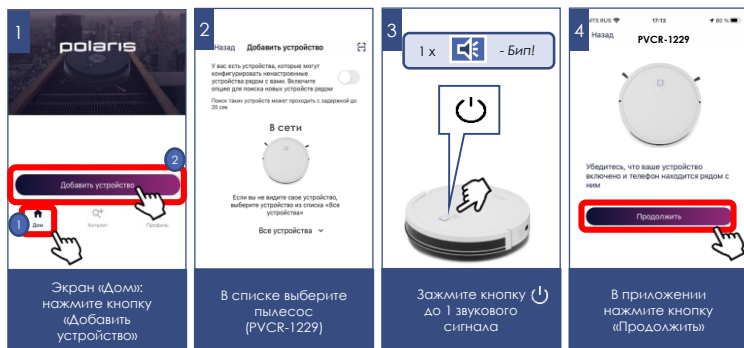 1
polaris
2
Добавить устройство
1
Дом
Каталог
Профиль
Экран «Дом»:
нажмите кнопку
«Добавить
устройство»
2
Назад Добавить устройство
У вас есть устройства, которые могут
конфигурировать ненастроенные
устройства рядом с вами. Включите
опцию для поиска новых устройств рядом
Поиск таких устройств может проходить с задержкой до
20 сек
В сети
Если вы не видите свое устройство,
выберите устройство из списка «Все
устройства»
Все устройства
В списке выберите
пылесос
(PVCR-1229)
3
1 x - Бип!
Зажмите кнопку
до 1 звукового
сигнала
4
MTS RUS 17:13 80 %
Назад
PVCR-1229
Убедитесь, что ваше устройство
включено и телефон находится рядом с
ним
Продолжить
В приложении
нажмите кнопку
«Продолжить»